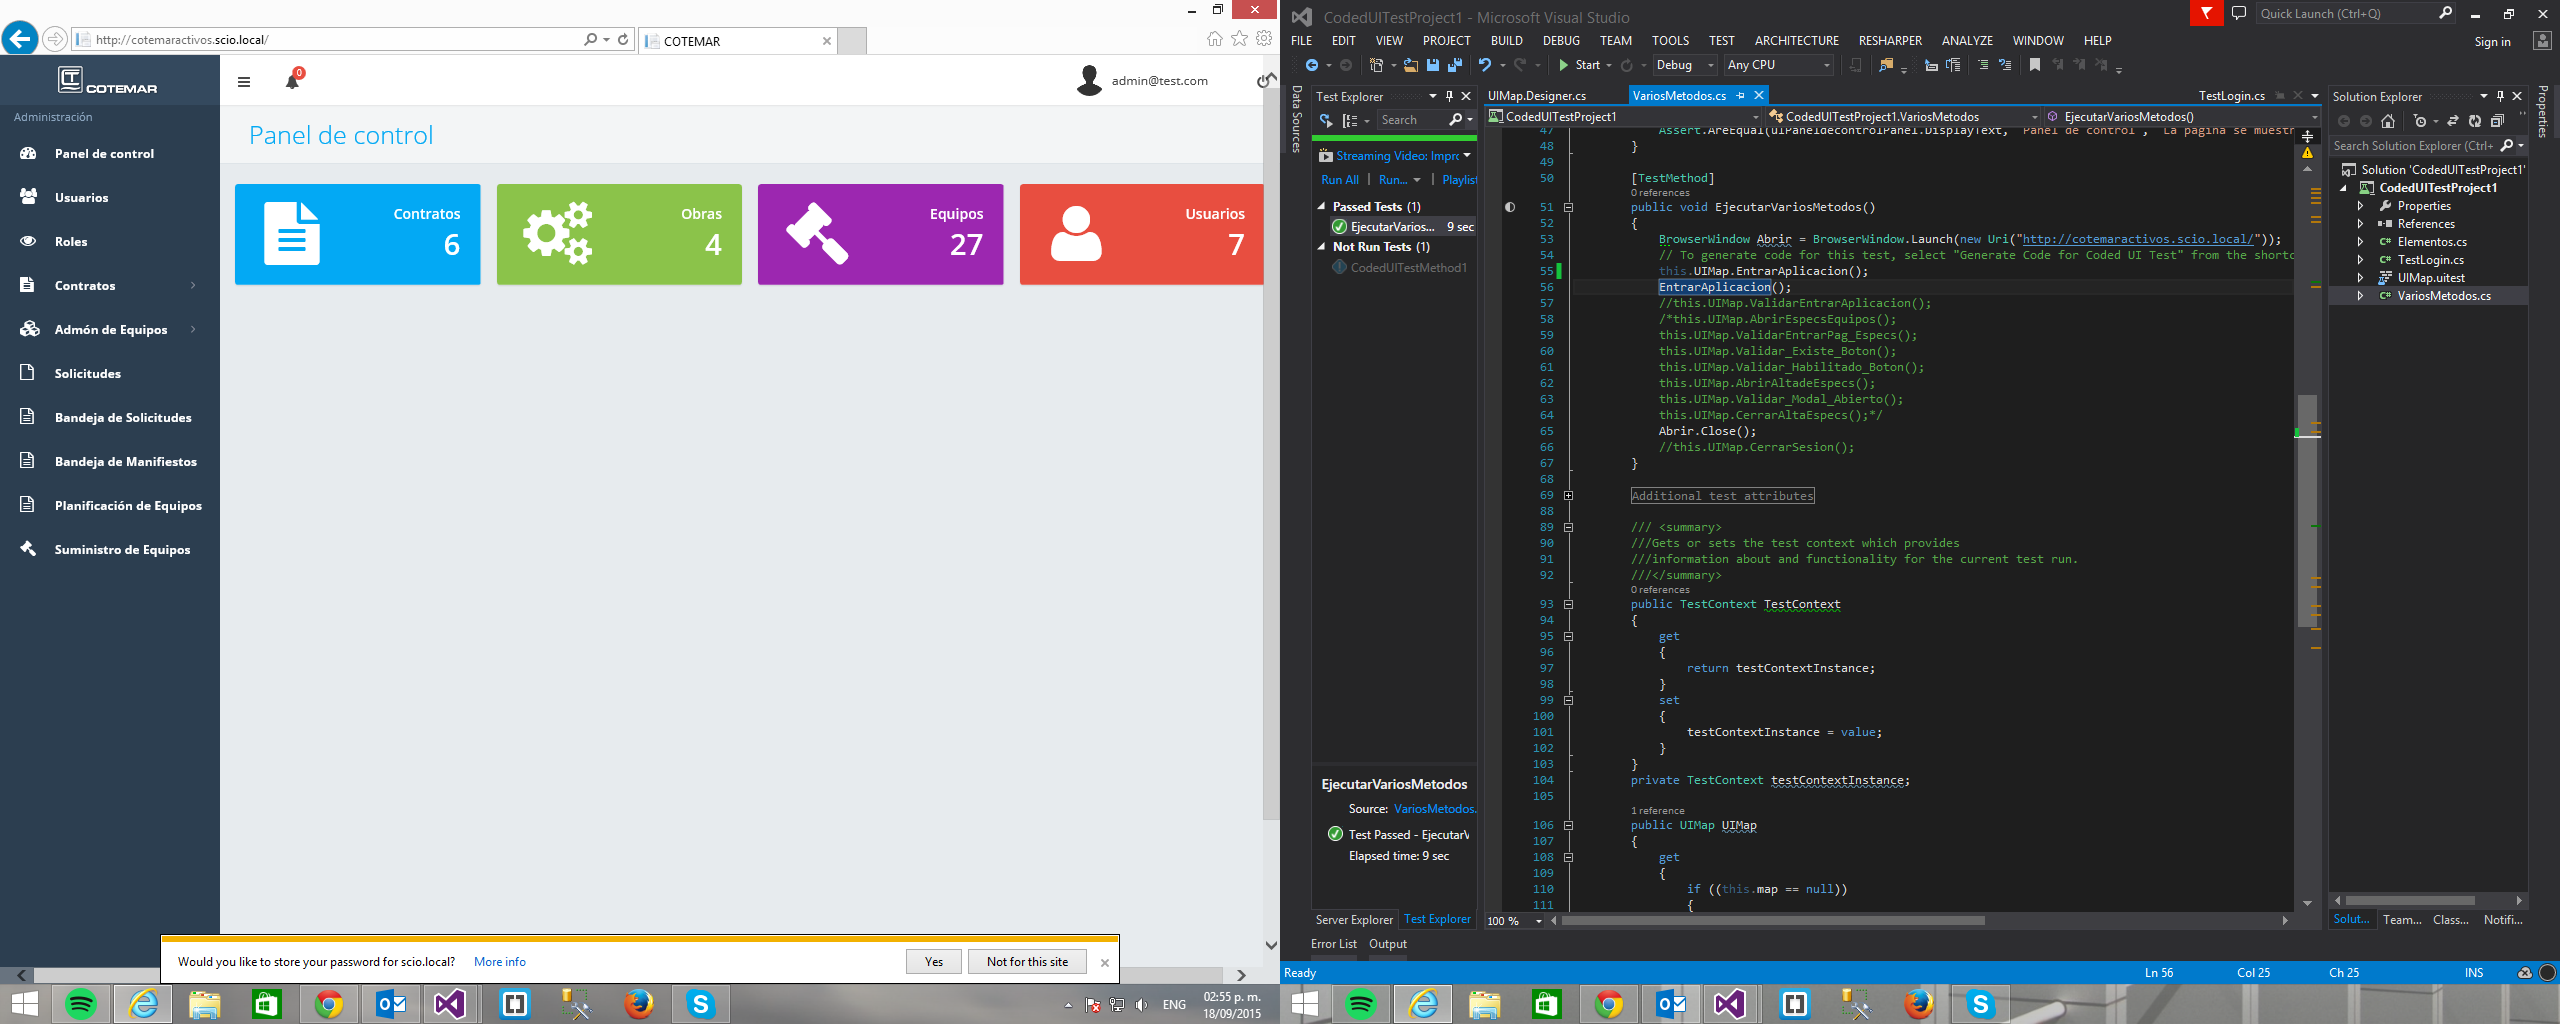 http://cotemaractivos.scio.local/
COTEMAR
COTEMAR
0
admin@test.com
Administración
Panel de control
Usuarios
Roles
Contratos
Admón de Equipos
Solicitudes
Bandeja de Solicitudes
Bandeja de Manifiestos
Planificación de Equipos
Suministro de Equipos
Panel de control
Contratos
6
Obras
4
Equipos
27
Usuarios
7
Would you like to store your password for scio.local? More info Yes Not for this site
ENG
02:55 p. m.
18/09/2015
CodedUITestProject1 - Microsoft Visual Studio
Quick Launch (Ctrl+Q)
FILE EDIT VIEW PROJECT BUILD DEBUG TEAM TOOLS TEST ARCHITECTURE RESHARPER ANALYZE WINDOW HELP
Sign in
Start Debug Any CPU
Data Sources
Test Explorer
Search
Streaming Video: Impro
Run All Run... Playlist
Passed Tests (1)
EjecutarVarios... 9 sec
Not Run Tests (1)
CodedUITestMethod1
EjecutarVariosMetodos
Source: VariosMetodos.
Test Passed - EjecutarV
Elapsed time: 9 sec
Server Explorer Test Explorer
Error List Output
UIMap.Designer.cs VariosMetodos.cs TestLogin.cs
CodedUITestProject1 CodedUITestProject1.VariosMetodos EjecutarVariosMetodos()
47 Assert.AreEqual(uiPaneldecontrolPanel.DisplayText, "Panel de control", "La pagina se muestr
48 }
49
50 [TestMethod]
0 references
51 public void EjecutarVariosMetodos()
52 {
53 BrowserWindow Abrir = BrowserWindow.Launch(new Uri("http://cotemaractivos.scio.local/"));
54 // To generate code for this test, select "Generate Code for Coded UI Test" from the shortc
55 this.UIMap.EntrarAplicacion();
56 EntrarAplicacion();
57 //this.UIMap.ValidarEntrarAplicacion();
58 /*this.UIMap.AbrirEspecsEquipos();
59 this.UIMap.ValidarEntrarPag_Especs();
60 this.UIMap.Validar_Existe_Boton();
61 this.UIMap.Validar_Habilitado_Boton();
62 this.UIMap.AbrirAltadeEspecs();
63 this.UIMap.Validar_Modal_Abierto();
64 this.UIMap.CerrarAltaEspecs();*/
65 Abrir.Close();
66 //this.UIMap.CerrarSesion();
67 }
68
69 Additional test attributes
88
89 /// <summary>
90 ///Gets or sets the test context which provides
91 ///information about and functionality for the current test run.
92 ///</summary>
0 references
93 public TestContext TestContext
94 {
95 get
96 {
97 return testContextInstance;
98 }
99 set
100 {
101 testContextInstance = value;
102 }
103 }
104 private TestContext testContextInstance;
105
1 reference
106 public UIMap UIMap
107 {
108 get
109 {
110 if ((this.map == null))
111 {
100 %
Solution Explorer
Search Solution Explorer (Ctrl+
Solution 'CodedUITestProject1'
CodedUITestProject1
Properties
References
Elementos.cs
TestLogin.cs
UIMap.uitest
VariosMetodos.cs
Solut... Team... Class... Notifi...
Properties
Ready Ln 56 Col 25 Ch 25 INS